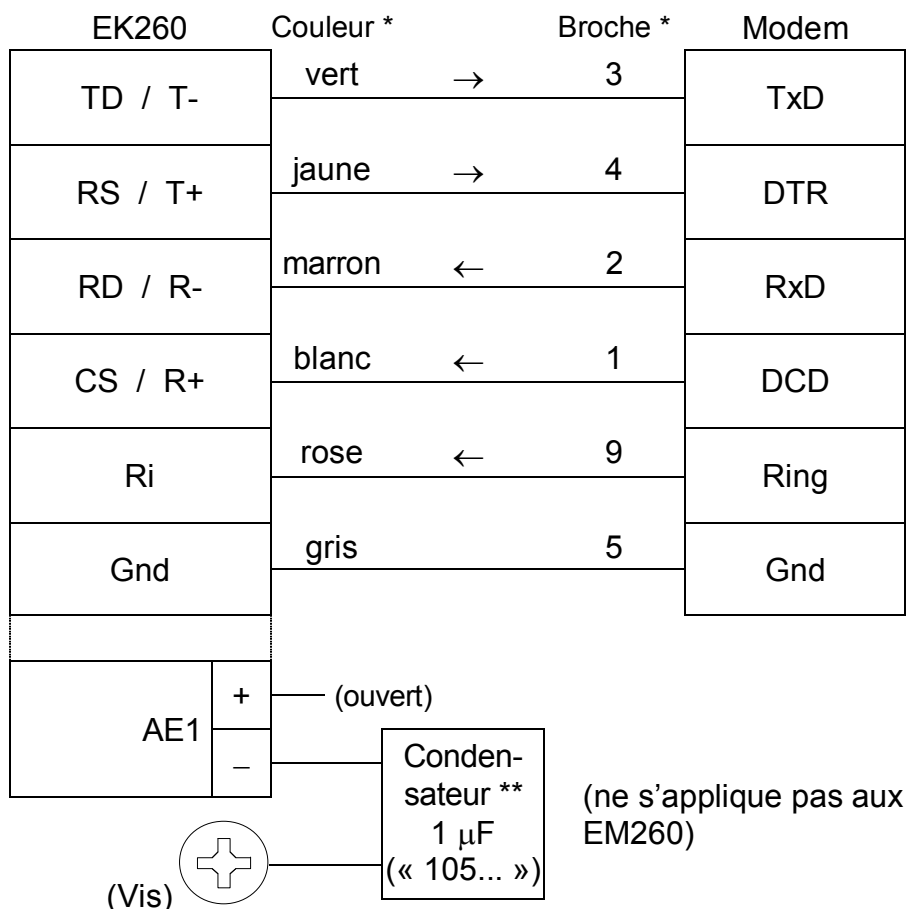 EK260 Couleur * Broche * Modem
TD / T- vert → 3 TxD
RS / T+ jaune → 4 DTR
RD / R- marron ← 2 RxD
CS / R+ blanc ← 1 DCD
Ri rose ← 9 Ring
Gnd gris 5 Gnd
AE1 + (ouvert)
–
Conden-
sateur **
1 µF
(« 105... »)
(ne s’applique pas aux
EM260)
(Vis)